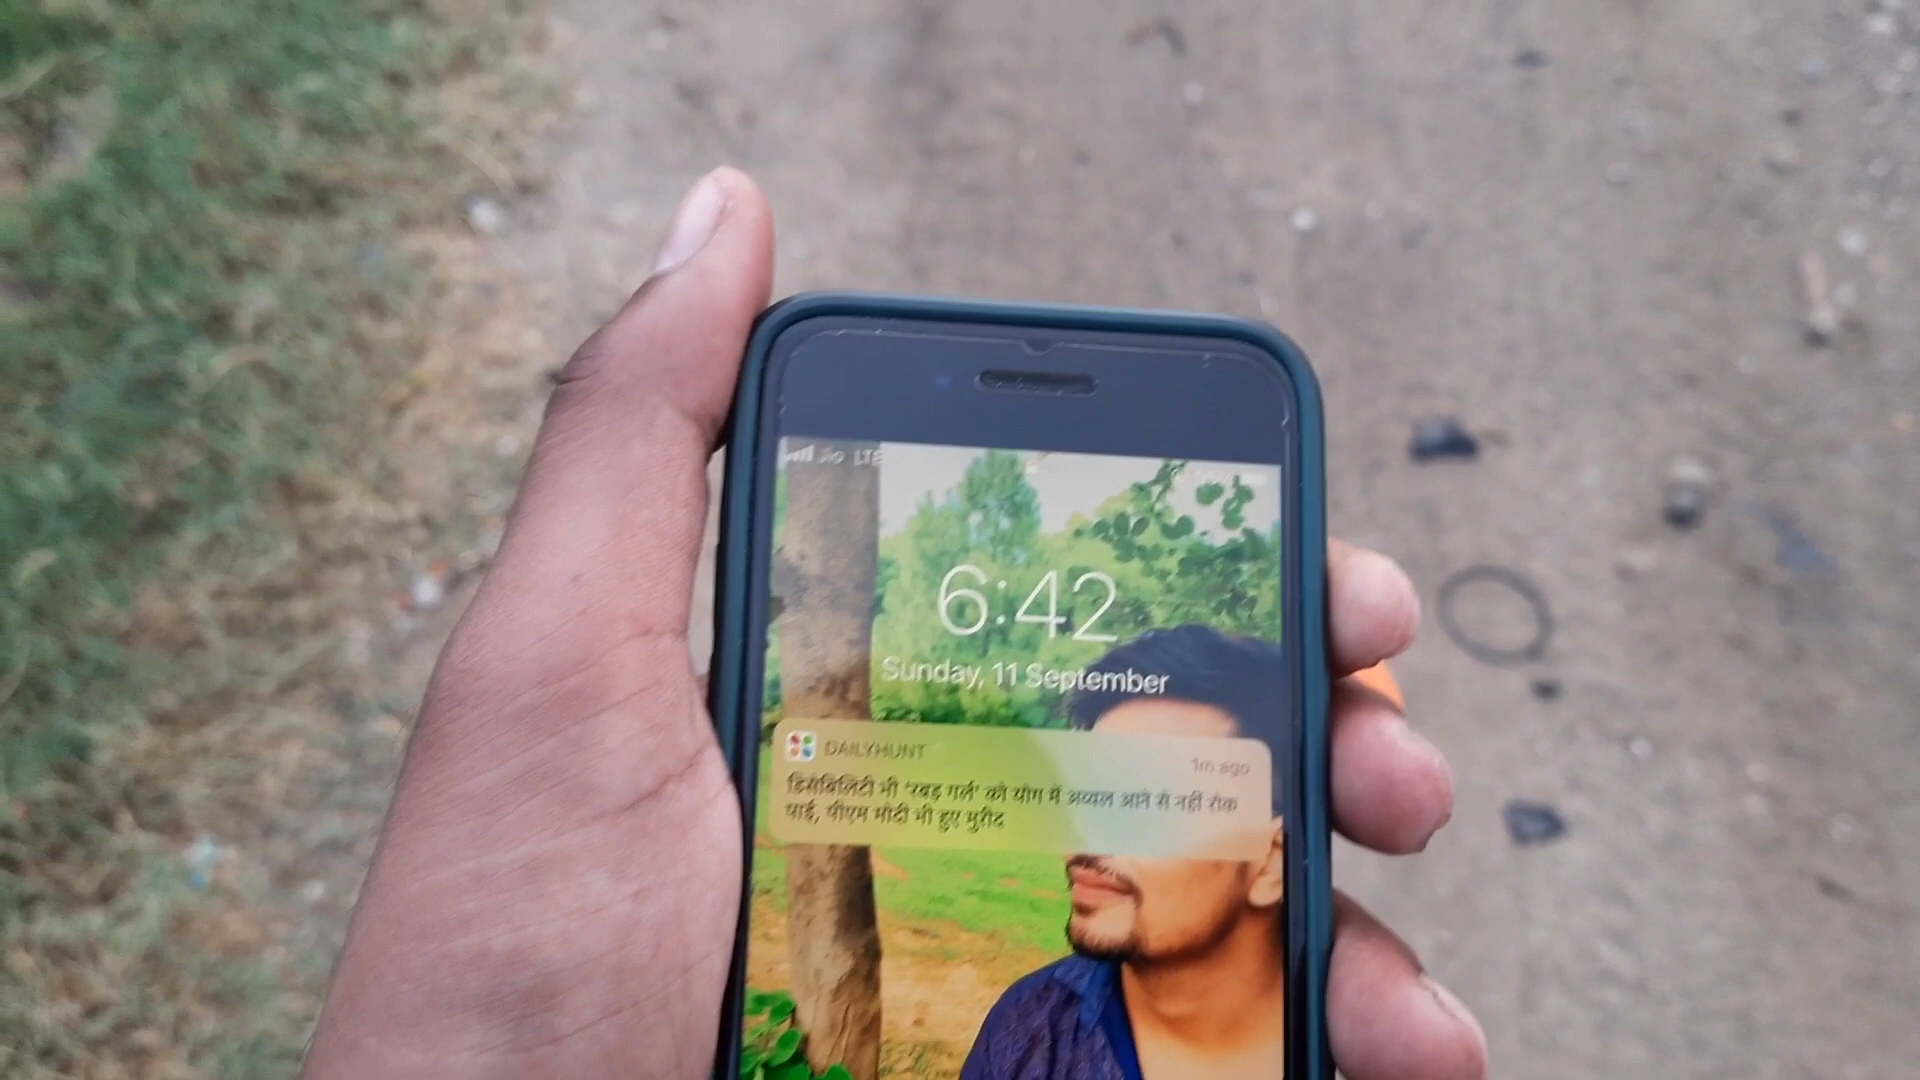 Jio LTE
6:42
Sunday, 11 September
DAILYHUNT
1m ago
डिसेबिलिटी भी 'रबड़ गर्ल' को योग में अव्वल आने से नहीं रोक
पाई, पीएम मोदी भी हुए मुरीद